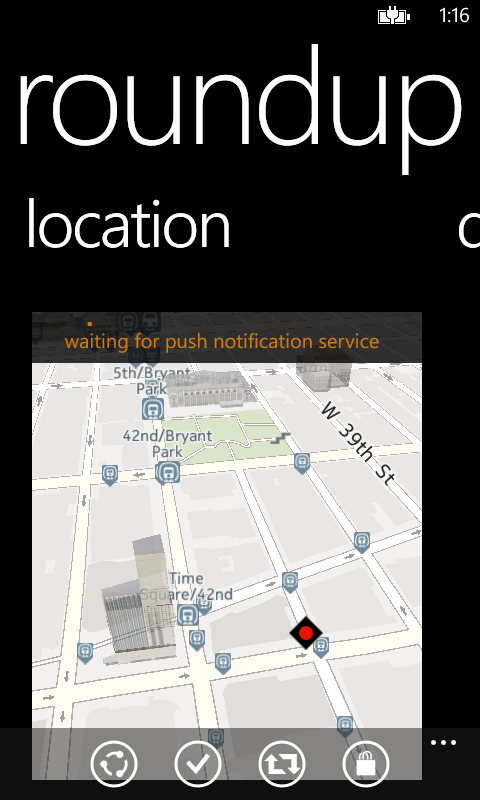 1:16
roundup
location
waiting for push notification service
5th/Bryant
Park
42nd/Bryant
Park
W 39th St
Time
Square/42nd